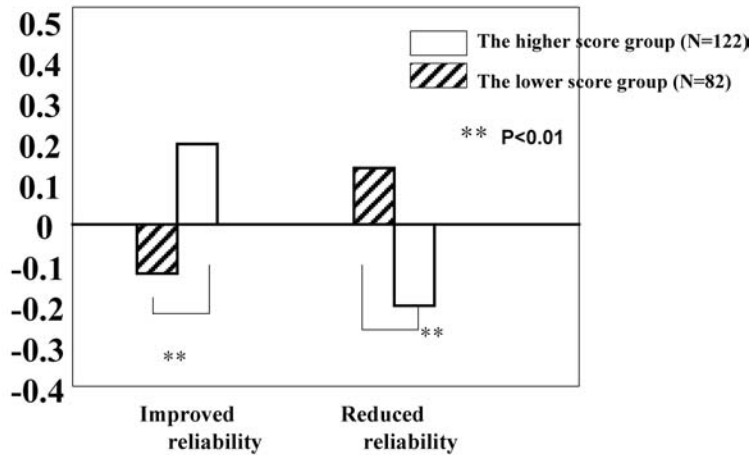 0.5
0.4
0.3
0.2
0.1
0
-0.1
-0.2
-0.3
-0.4
The higher score group (N=122)
The lower score group (N=82)
** P<0.01
**
**
Improved
reliability
Reduced
reliability